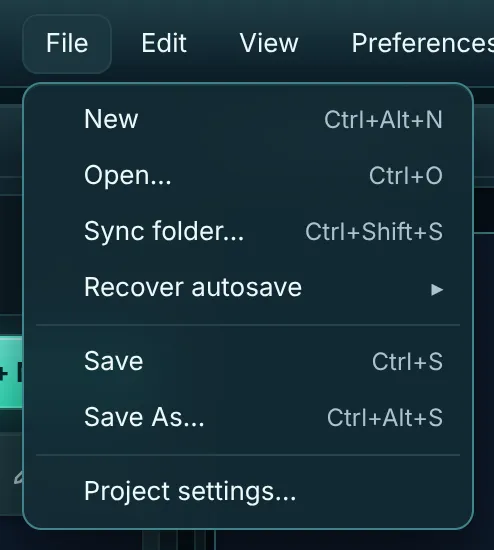 File Edit View Preferences
New Ctrl+Alt+N
Open... Ctrl+O
Sync folder... Ctrl+Shift+S
Recover autosave ▸
Save Ctrl+S
Save As... Ctrl+Alt+S
Project settings...